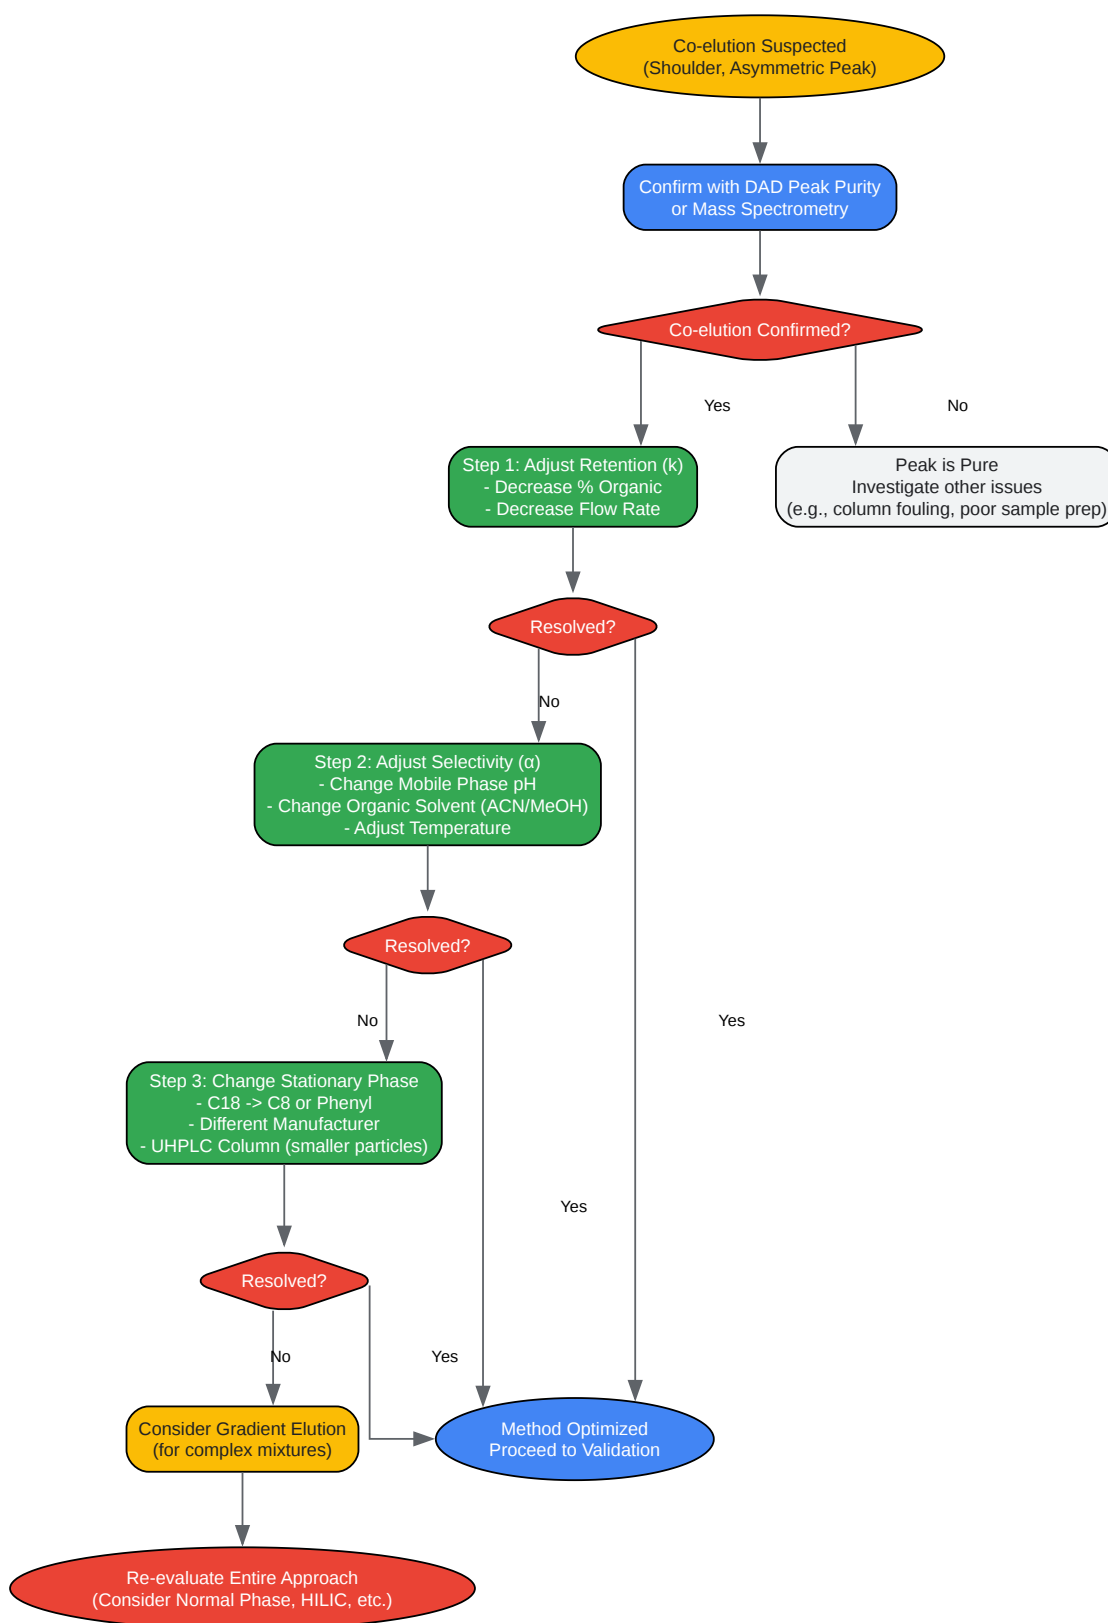 Co-elution Suspected
(Shoulder, Asymmetric Peak)
Confirm with DAD Peak Purity
or Mass Spectrometry
Co-elution Confirmed?
Yes
No
Step 1: Adjust Retention (k)
- Decrease % Organic
- Decrease Flow Rate
Peak is Pure
Investigate other issues
(e.g., column fouling, poor sample prep)
Resolved?
No
Step 2: Adjust Selectivity (α)
- Change Mobile Phase pH
- Change Organic Solvent (ACN/MeOH)
- Adjust Temperature
Resolved?
No
Yes
Step 3: Change Stationary Phase
- C18 -> C8 or Phenyl
- Different Manufacturer
- UHPLC Column (smaller particles)
Yes
Resolved?
No
Yes
Consider Gradient Elution
(for complex mixtures)
Method Optimized
Proceed to Validation
Re-evaluate Entire Approach
(Consider Normal Phase, HILIC, etc.)